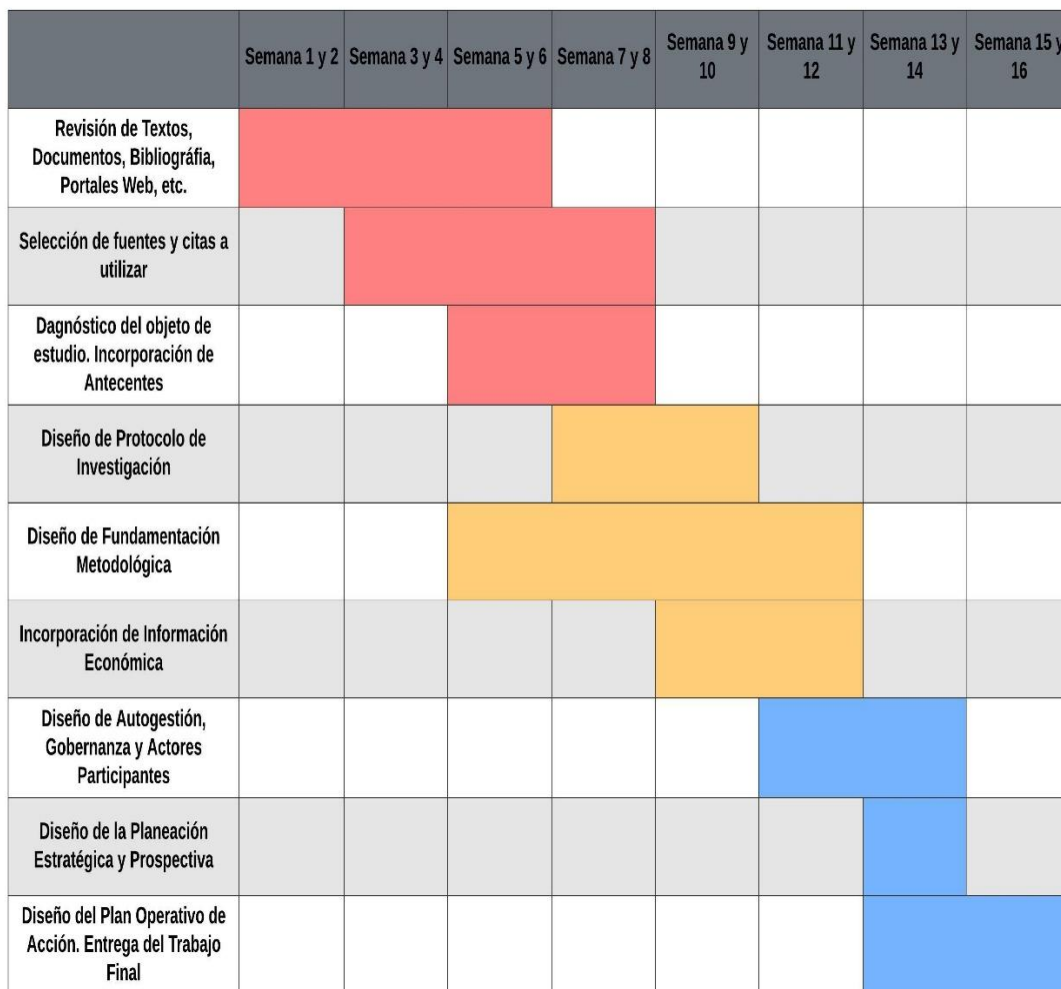 Semana 1 y 2 Semana 3 y 4 Semana 5 y 6 Semana 7 y 8 Semana 9 y 10 Semana 11 y 12 Semana 13 y 14 Semana 15 y 16
Revisión de Textos,
Documentos, Bibliográfia,
Portales Web, etc.
Selección de fuentes y citas a
utilizar
Dagnóstico del objeto de
estudio. Incorporación de
Antecentes
Diseño de Protocolo de
Investigación
Diseño de Fundamentación
Metodológica
Incorporación de Información
Económica
Diseño de Autogestión,
Gobernanza y Actores
Participantes
Diseño de la Planeación
Estratégica y Prospectiva
Diseño del Plan Operativo de
Acción. Entrega del Trabajo
Final